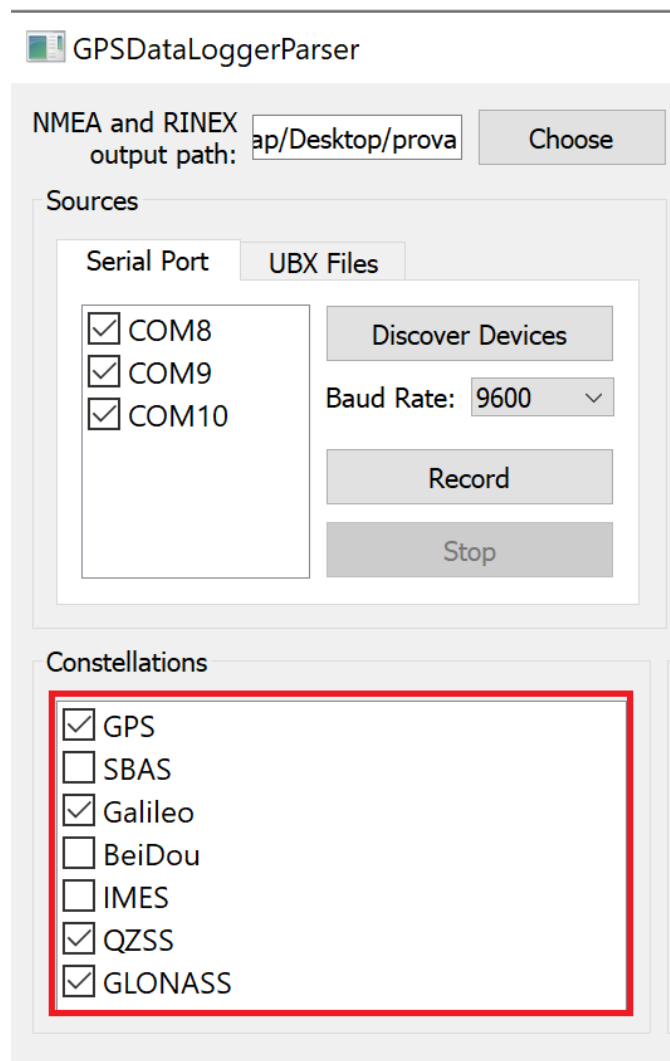 GPSDataLoggerParser
NMEA and RINEX
output path:
ap/Desktop/prova
Choose
Sources
Serial Port
UBX Files
COM8
COM9
COM10
Discover Devices
Baud Rate:
9600
Record
Stop
Constellations
GPS
SBAS
Galileo
BeiDou
IMES
QZSS
GLONASS